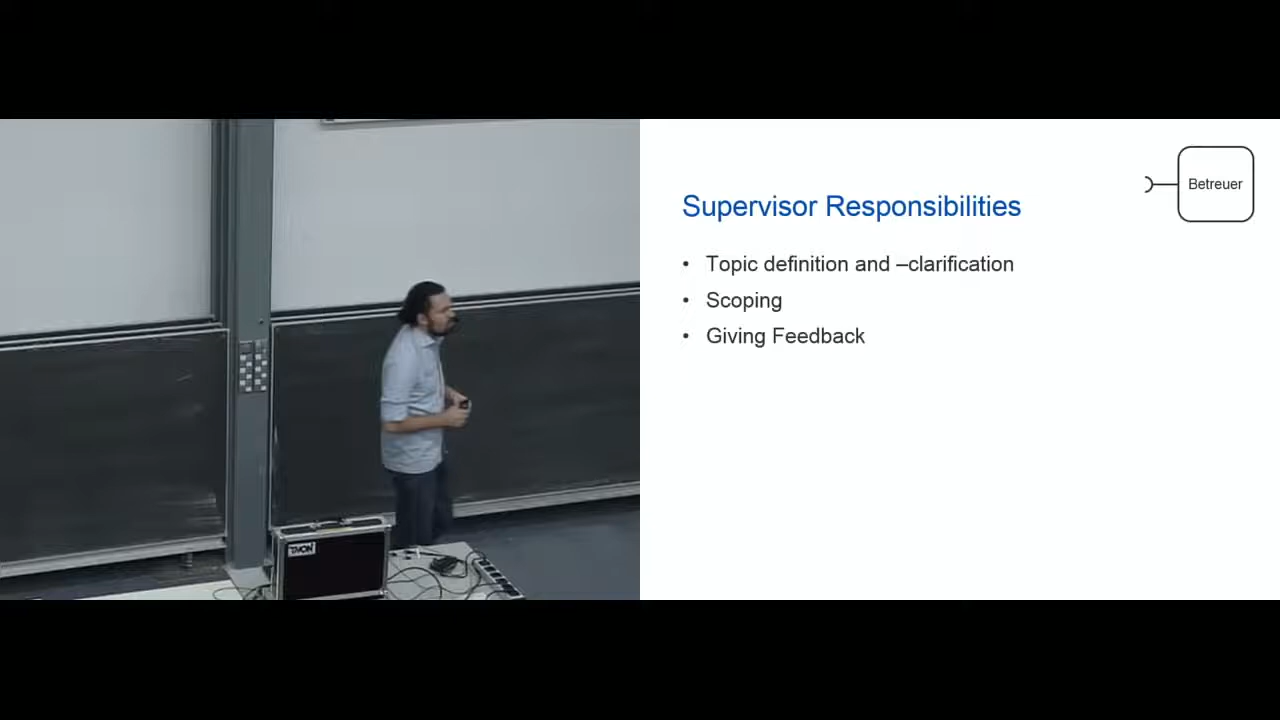 Betreuer
Supervisor Responsibilities
• Topic definition and –clarification
• Scoping
• Giving Feedback